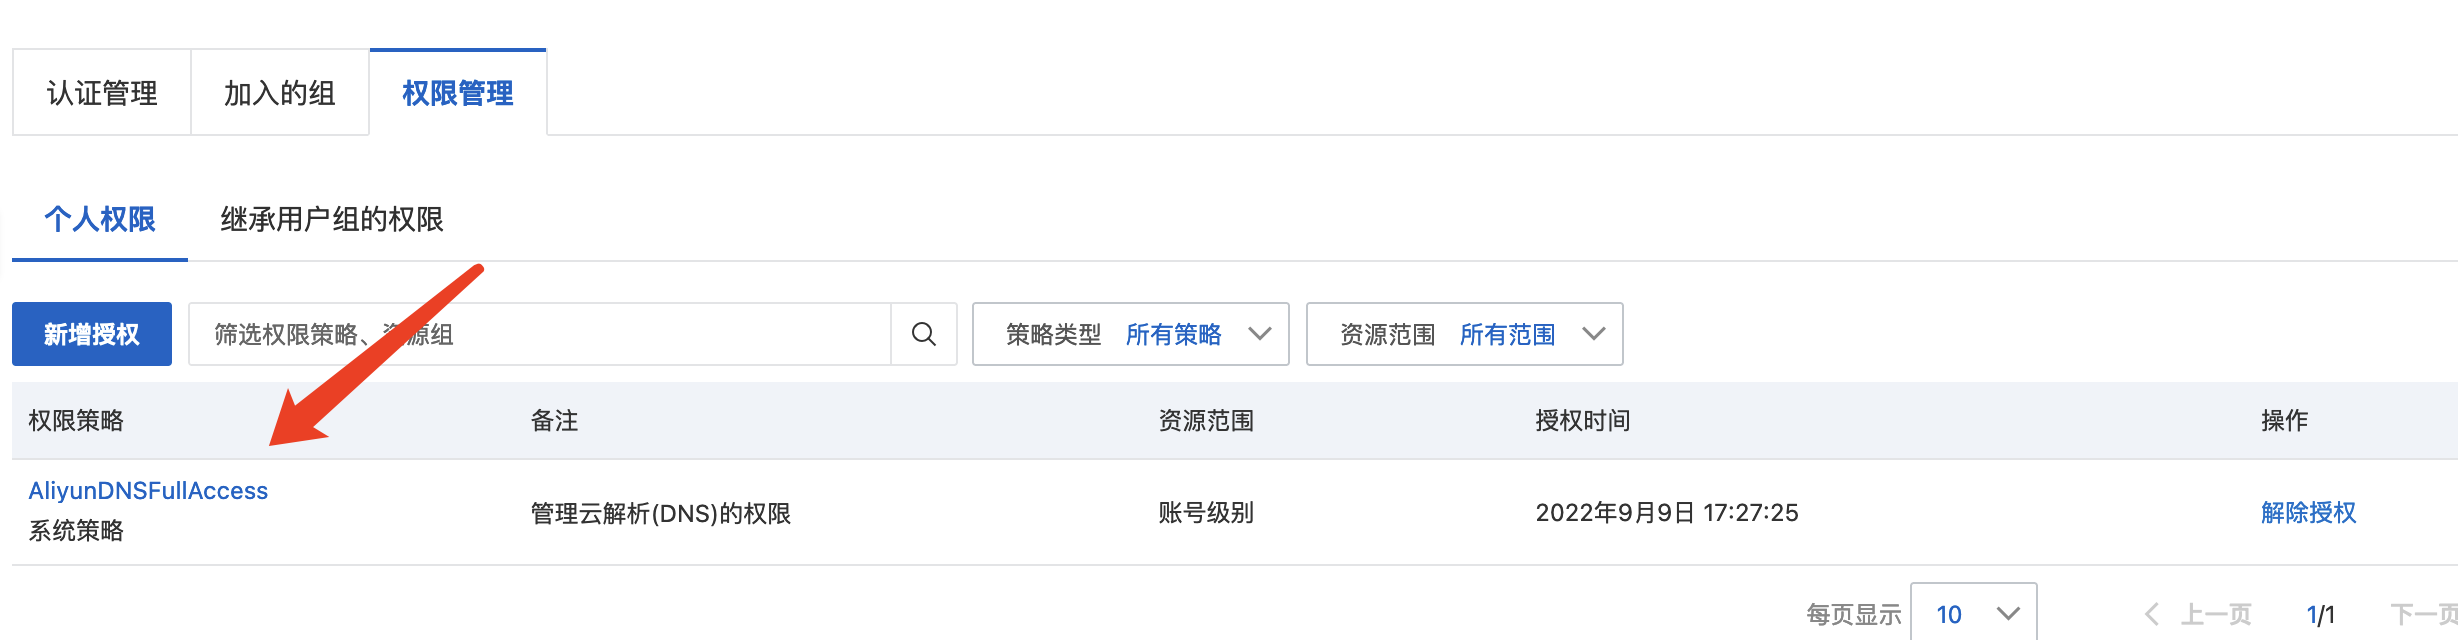 认证管理 加入的组 权限管理
个人权限 继承用户组的权限
新增授权 筛选权限策略、资源组 策略类型 所有策略 资源范围 所有范围
权限策略 备注 资源范围 授权时间 操作
AliyunDNSFullAccess
系统策略 管理云解析(DNS)的权限 账号级别 2022年9月9日 17:27:25 解除授权
每页显示 10 上一页 1/1 下一页